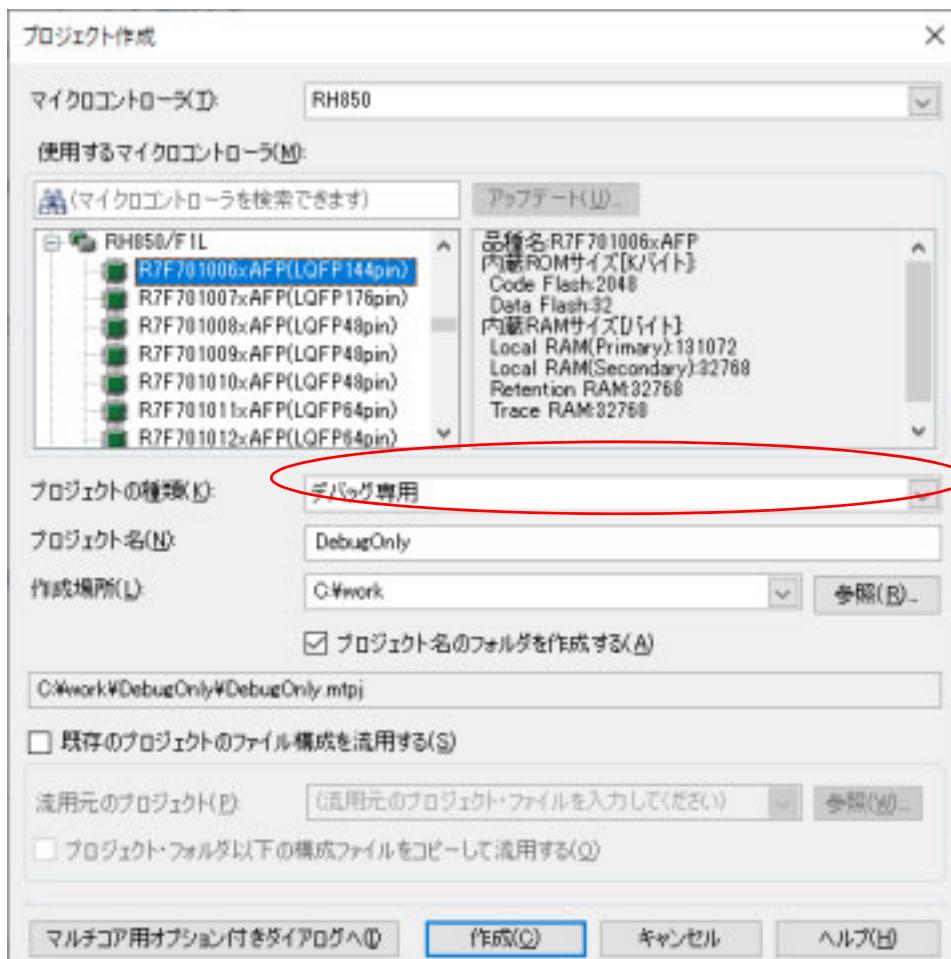 プロジェクト作成
マイクロコントローラ(T): RH850
使用するマイクロコントローラ(M):
(マイクロコントローラを検索できます) アップデート(U)...
RH850/F1L
R7F701006xAFP(LQFP144pin)
R7F701007xAFP(LQFP176pin)
R7F701008xAFP(LQFP48pin)
R7F701009xAFP(LQFP48pin)
R7F701010xAFP(LQFP48pin)
R7F701011xAFP(LQFP64pin)
R7F701012xAFP(LQFP64pin)
品種名:R7F701006xAFP
内蔵ROMサイズ[Kバイト]
Code Flash:2048
Data Flash:32
内蔵RAMサイズ[バイト]
Local RAM(Primary):131072
Local RAM(Secondary):32768
Retention RAM:32768
Trace RAM:32768
プロジェクトの種類(K): デバッグ専用
プロジェクト名(N): DebugOnly
作成場所(L): C:¥work 参照(R)...
プロジェクト名のフォルダを作成する(A)
C:¥work¥DebugOnly¥DebugOnly.mtpj
既存のプロジェクトのファイル構成を流用する(S)
流用元のプロジェクト(P): (流用元のプロジェクト・ファイルを入力してください) 参照(W)...
プロジェクト・フォルダ以下の構成ファイルをコピーして流用する(O)
マルチコア用オプション付きダイアログへ(I) 作成(C) キャンセル ヘルプ(H)